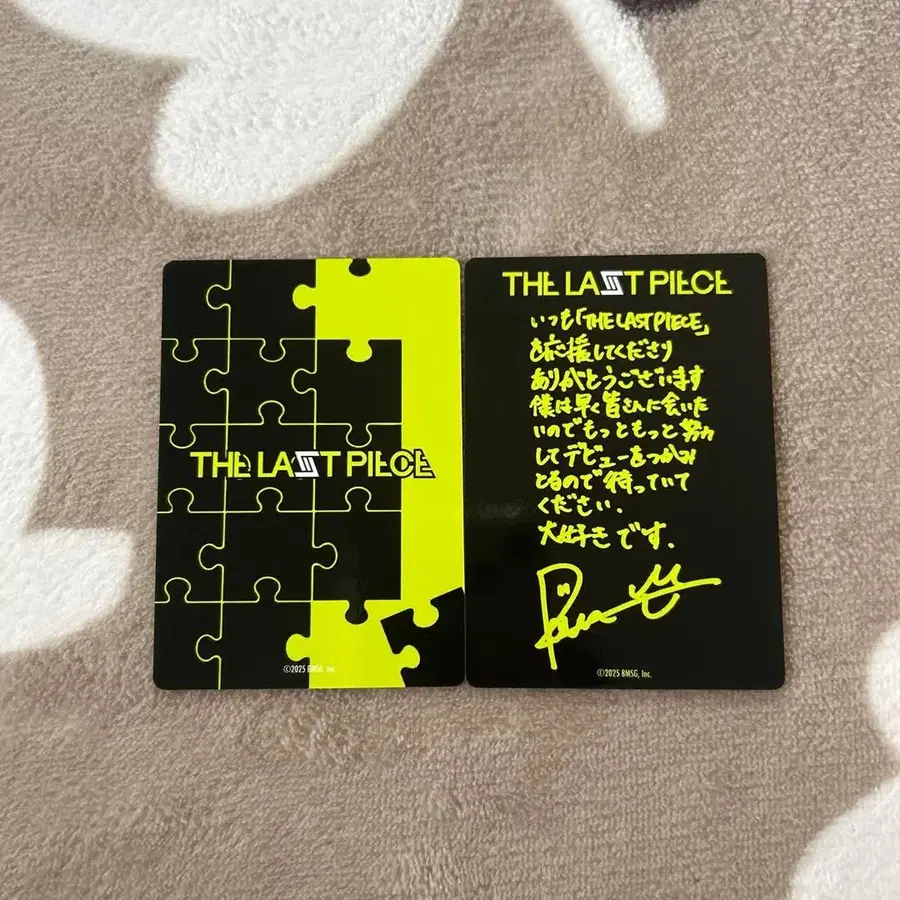 THE LAST PIECE
©2025 BMSG, Inc.
THE LAST PIECE
いつも「THE LAST PIECE」
を応援してくださり
ありがとうございます
僕は早く皆さんに会いた
いのでもっともっと努力
してデビューをつかみ
とるので待っていて
ください.
大好きです.
©2025 BMSG, Inc.